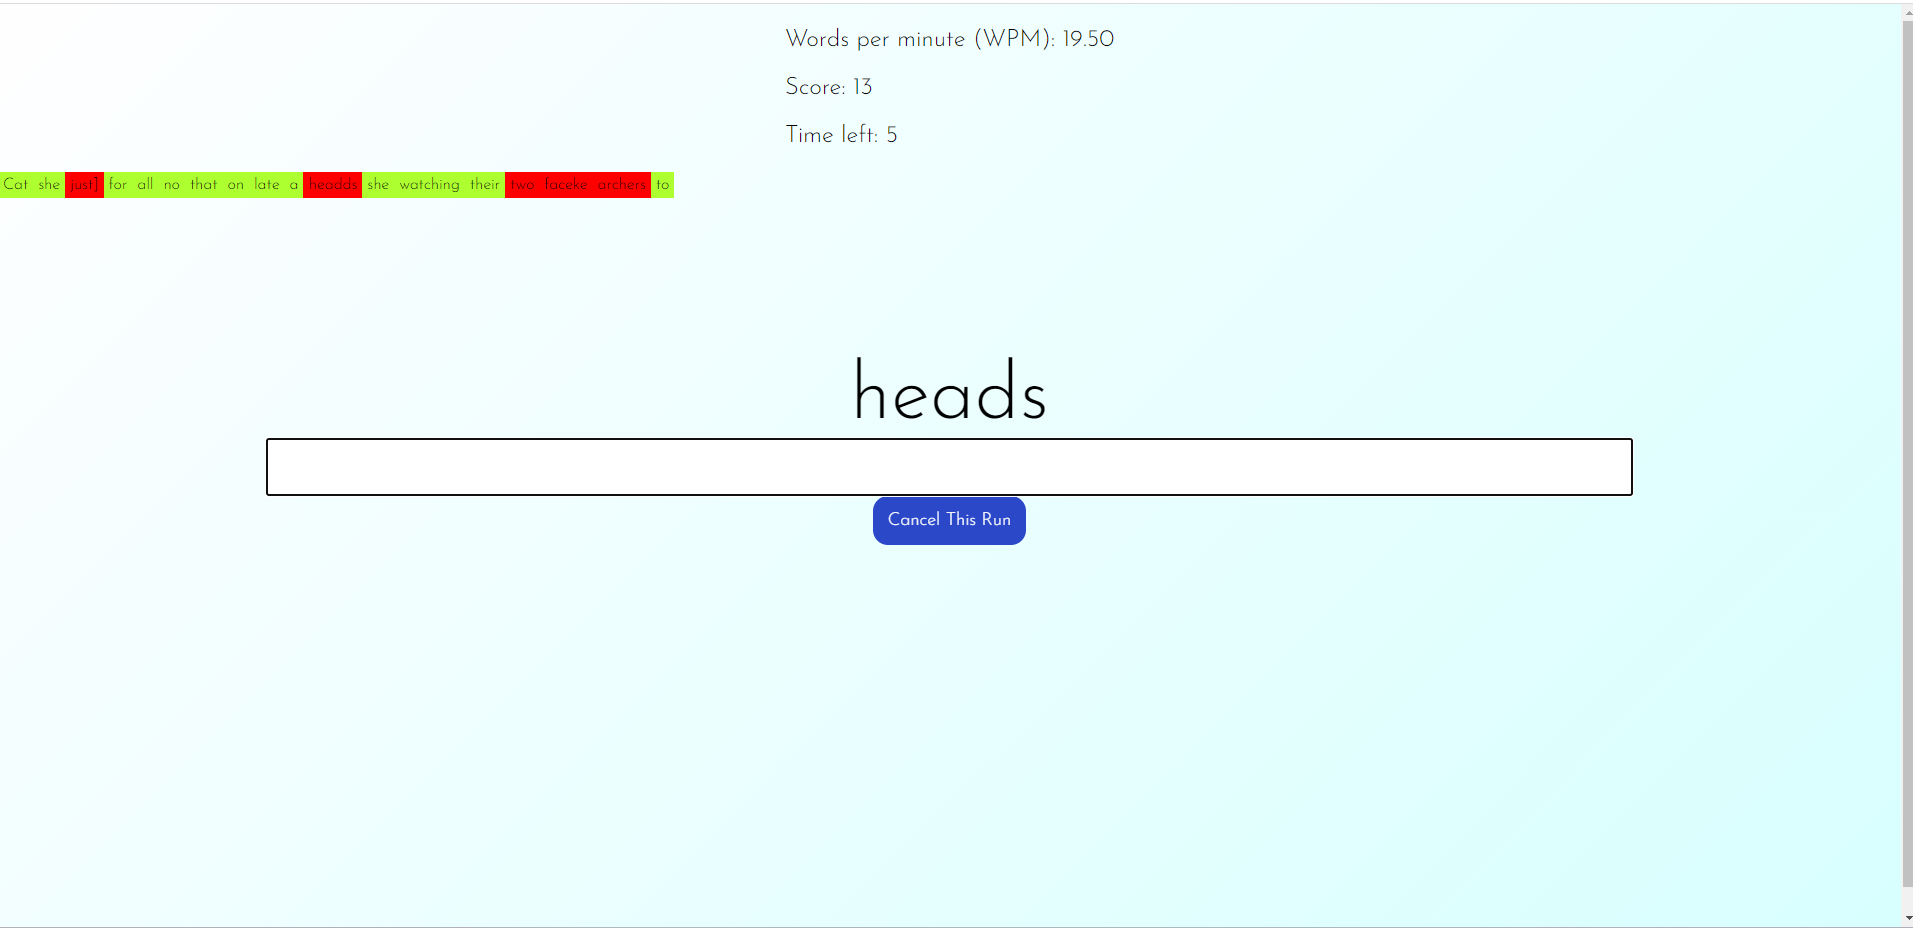 Words per minute (WPM): 19.50
Score: 13
Time left: 5
Cat she just] for all no that on late a headds she watching their two faceke archers to
heads
Cancel This Run